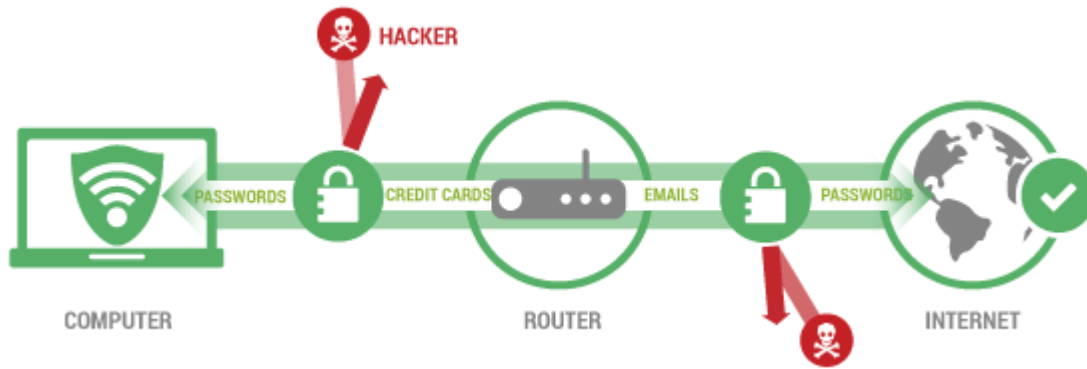 HACKER
PASSWORDS
CREDIT CARDS
EMAILS
PASSWORDS
COMPUTER
ROUTER
INTERNET